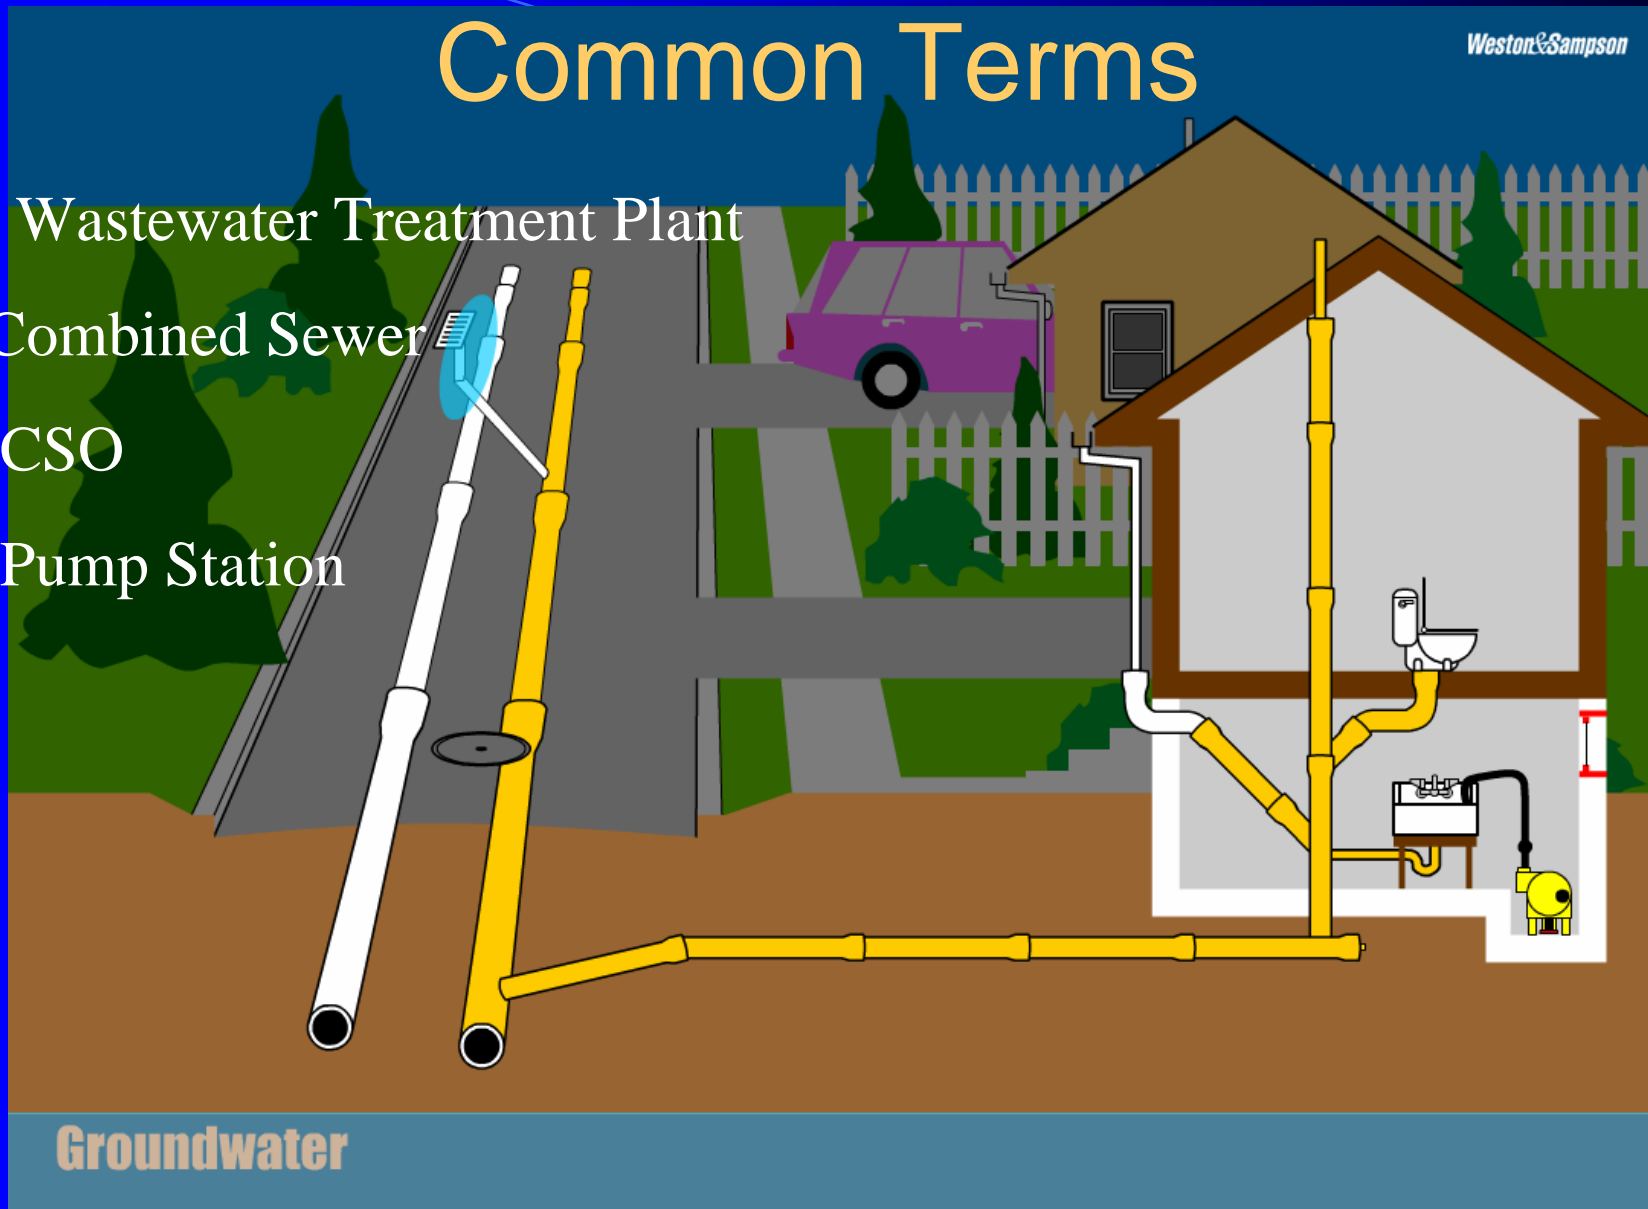 Common Terms
Weston&Sampson
Wastewater Treatment Plant
Combined Sewer
CSO
Pump Station
Groundwater